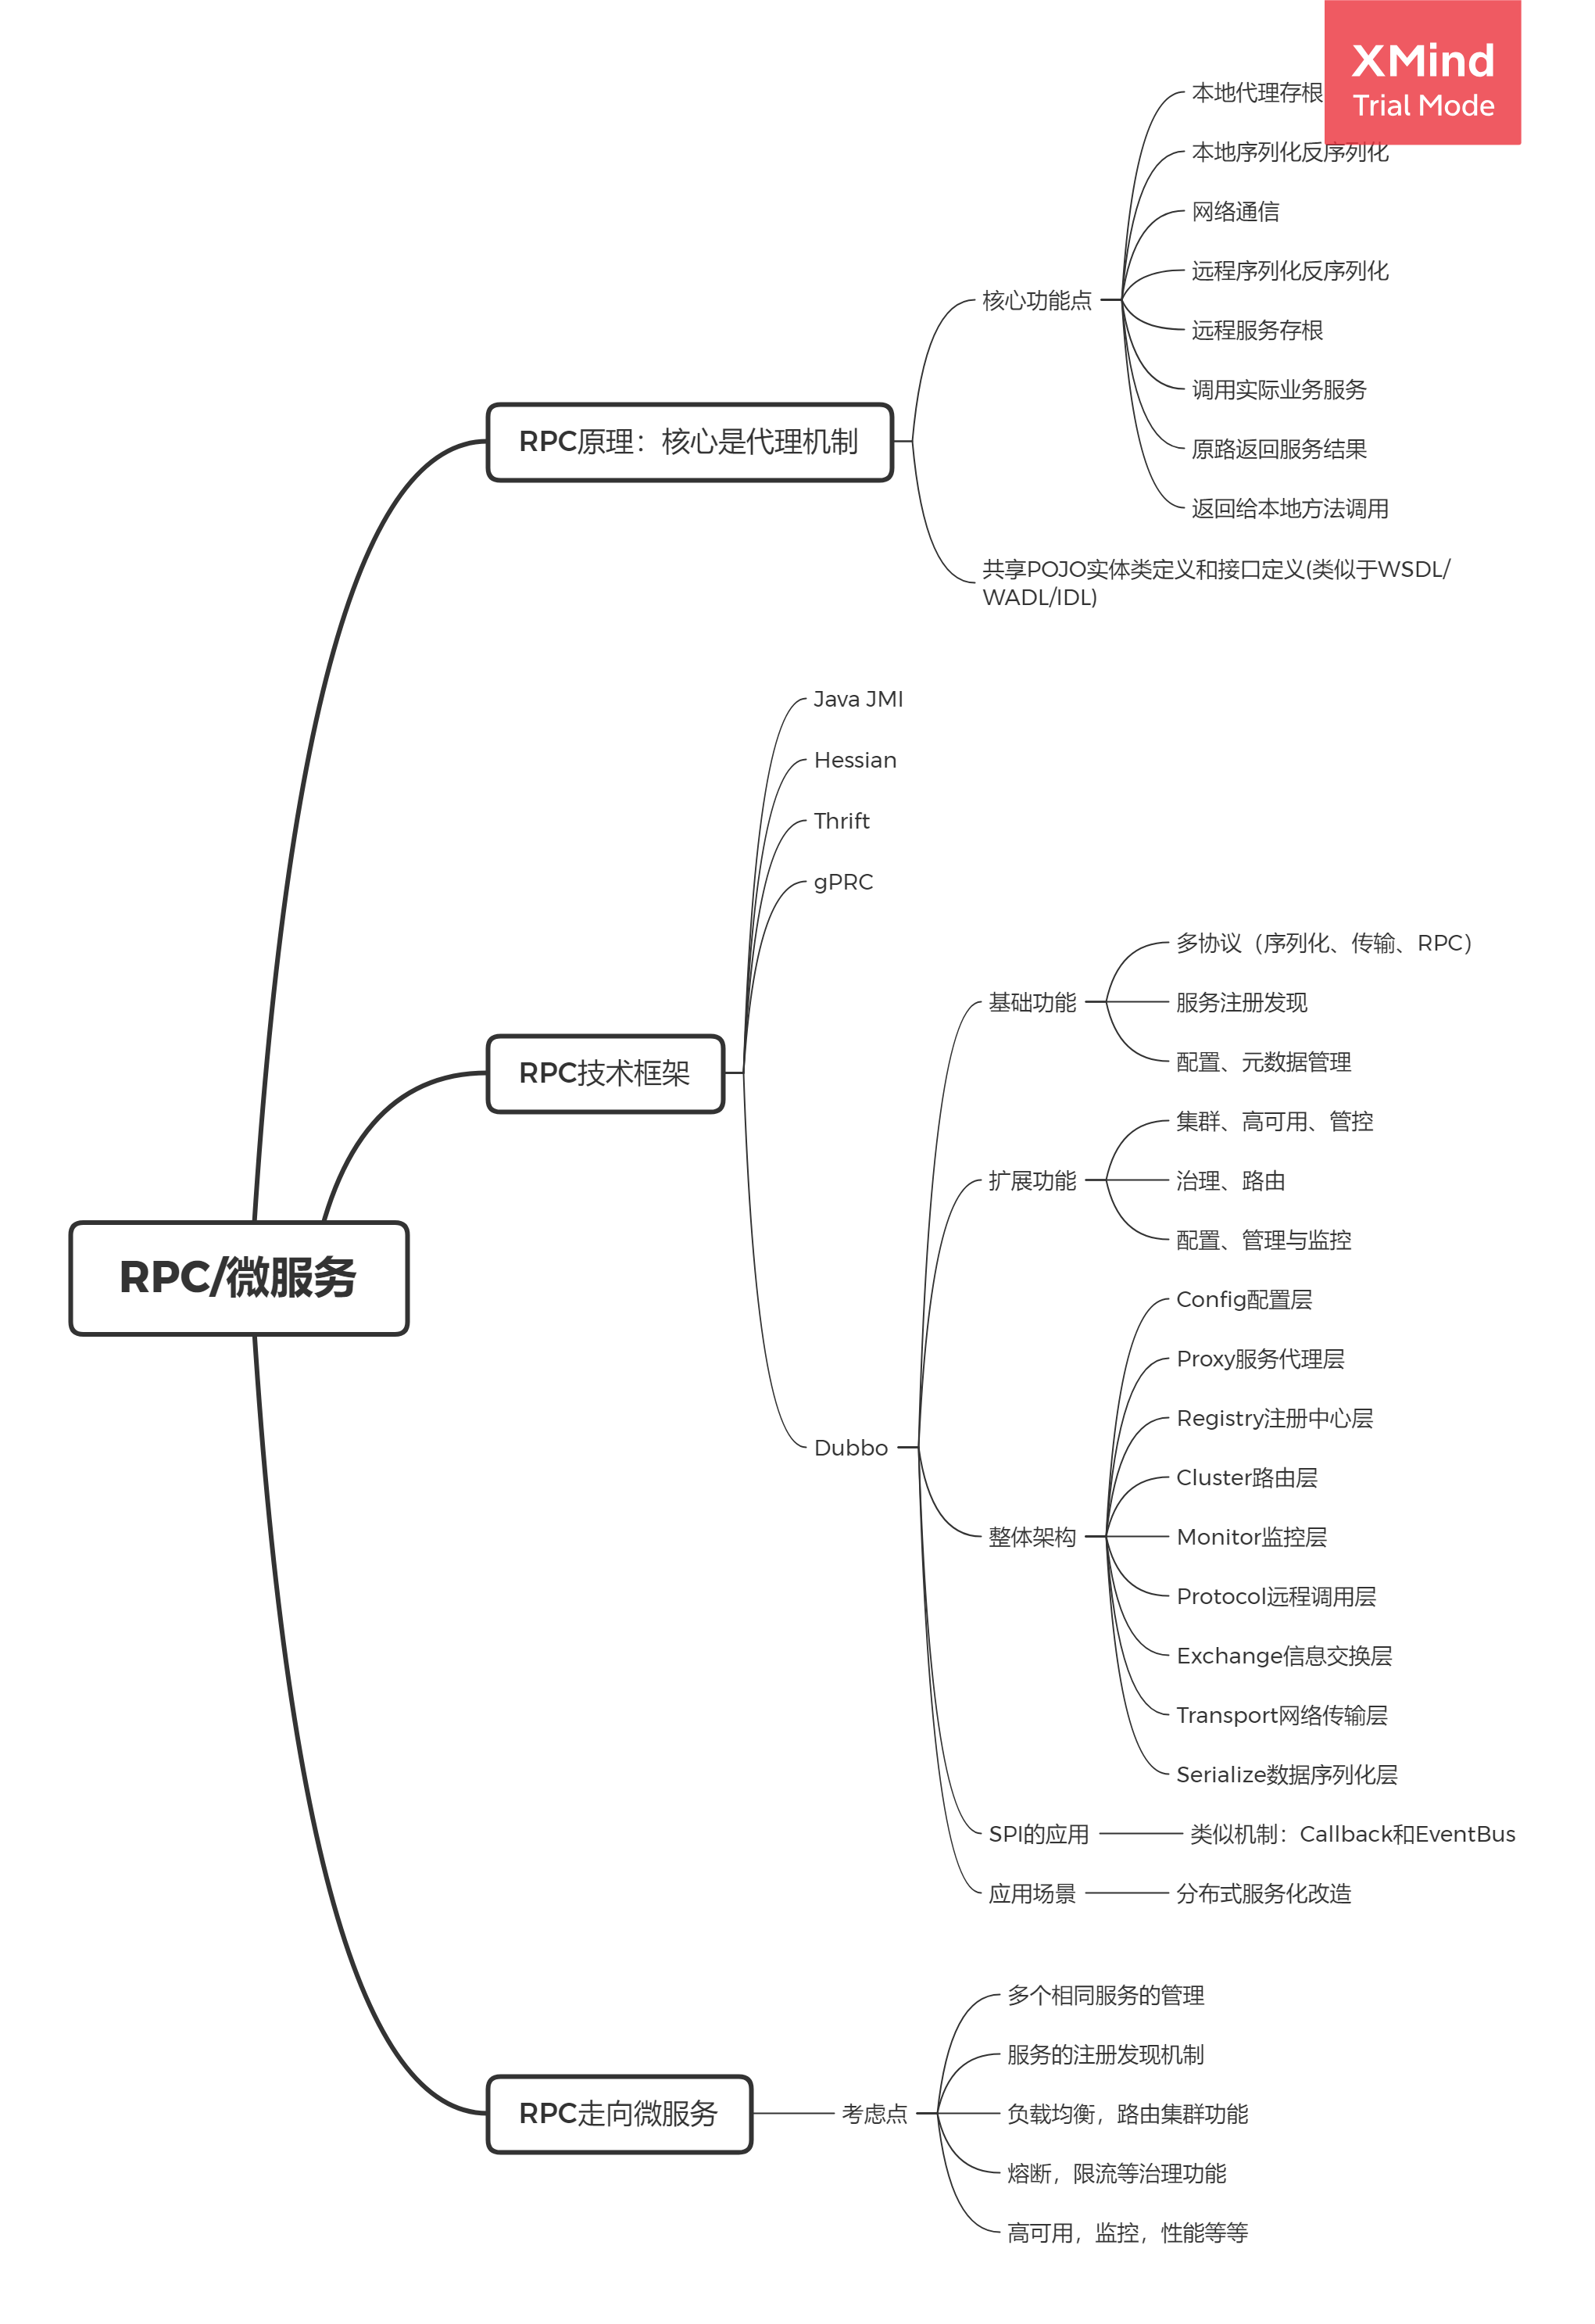 XMind
Trial Mode
本地代理存根
本地序列化反序列化
网络通信
远程序列化反序列化
核心功能点
远程服务存根
调用实际业务服务
RPC原理：核心是代理机制
原路返回服务结果
返回给本地方法调用
共享POJO实体类定义和接口定义(类似于WSDL/
WADL/IDL)
Java JMI
Hessian
Thrift
gPRC
多协议（序列化、传输、RPC）
基础功能
服务注册发现
配置、元数据管理
RPC技术框架
集群、高可用、管控
扩展功能
治理、路由
配置、管理与监控
RPC/微服务
Config配置层
Proxy服务代理层
Registry注册中心层
Dubbo
Cluster路由层
整体架构
Monitor监控层
Protocol远程调用层
Exchange信息交换层
Transport网络传输层
Serialize数据序列化层
SPI的应用
类似机制：Callback和EventBus
应用场景
分布式服务化改造
多个相同服务的管理
服务的注册发现机制
RPC走向微服务
考虑点
负载均衡，路由集群功能
熔断，限流等治理功能
高可用，监控，性能等等